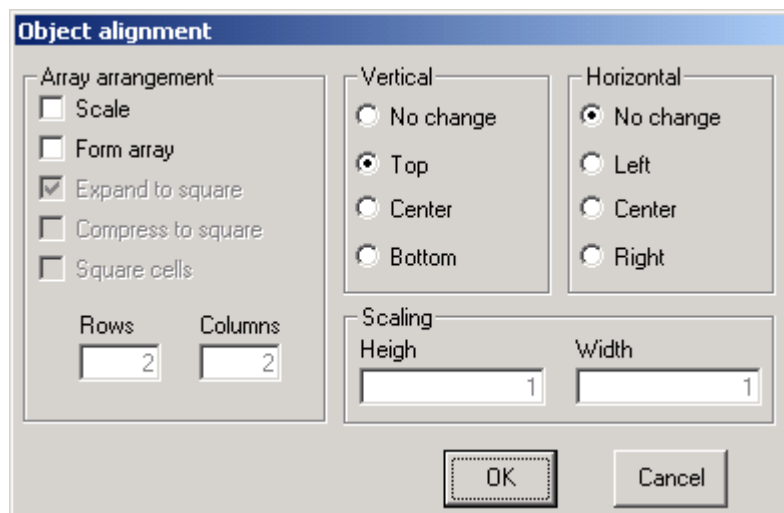 Object alignment
Array arrangement
Scale
Form array
Expand to square
Compress to square
Square cells
Rows Columns
2 2
Vertical
No change
Top
Center
Bottom
Horizontal
No change
Left
Center
Right
Scaling
Heigh Width
1 1
OK Cancel